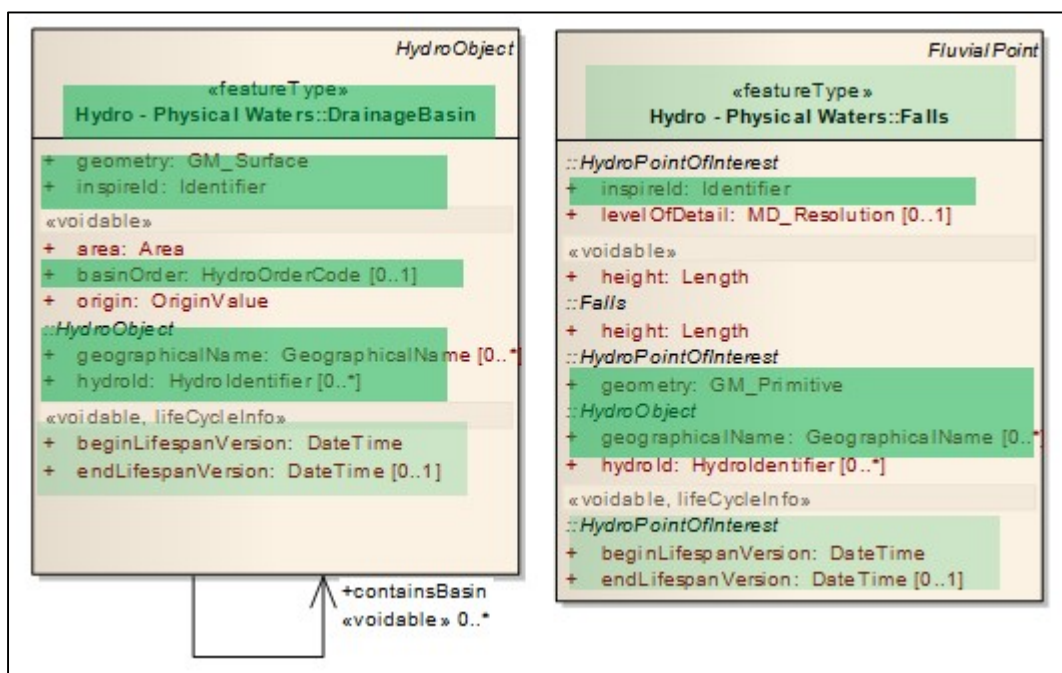 HydroObject
«featureType»
Hydro - Physical Waters::DrainageBasin
+ geometry: GM_Surface
+ inspireId: Identifier
«voidable»
+ area: Area
+ basinOrder: HydroOrderCode [0..1]
+ origin: OriginValue
::HydroObject
+ geographicalName: GeographicalName [0..*]
+ hydroId: HydroIdentifier [0..*]
«voidable, lifeCycleInfo»
+ beginLifespanVersion: DateTime
+ endLifespanVersion: DateTime [0..1]
+containsBasin
«voidable» 0..*
FluvialPoint
«featureType»
Hydro - Physical Waters::Falls
::HydroPointOfInterest
+ inspireId: Identifier
+ levelOfDetail: MD_Resolution [0..1]
«voidable»
+ height: Length
::Falls
+ height: Length
::HydroPointOfInterest
+ geometry: GM_Primitive
::HydroObject
+ geographicalName: GeographicalName [0..*]
+ hydroId: HydroIdentifier [0..*]
«voidable, lifeCycleInfo»
::HydroPointOfInterest
+ beginLifespanVersion: DateTime
+ endLifespanVersion: DateTime [0..1]